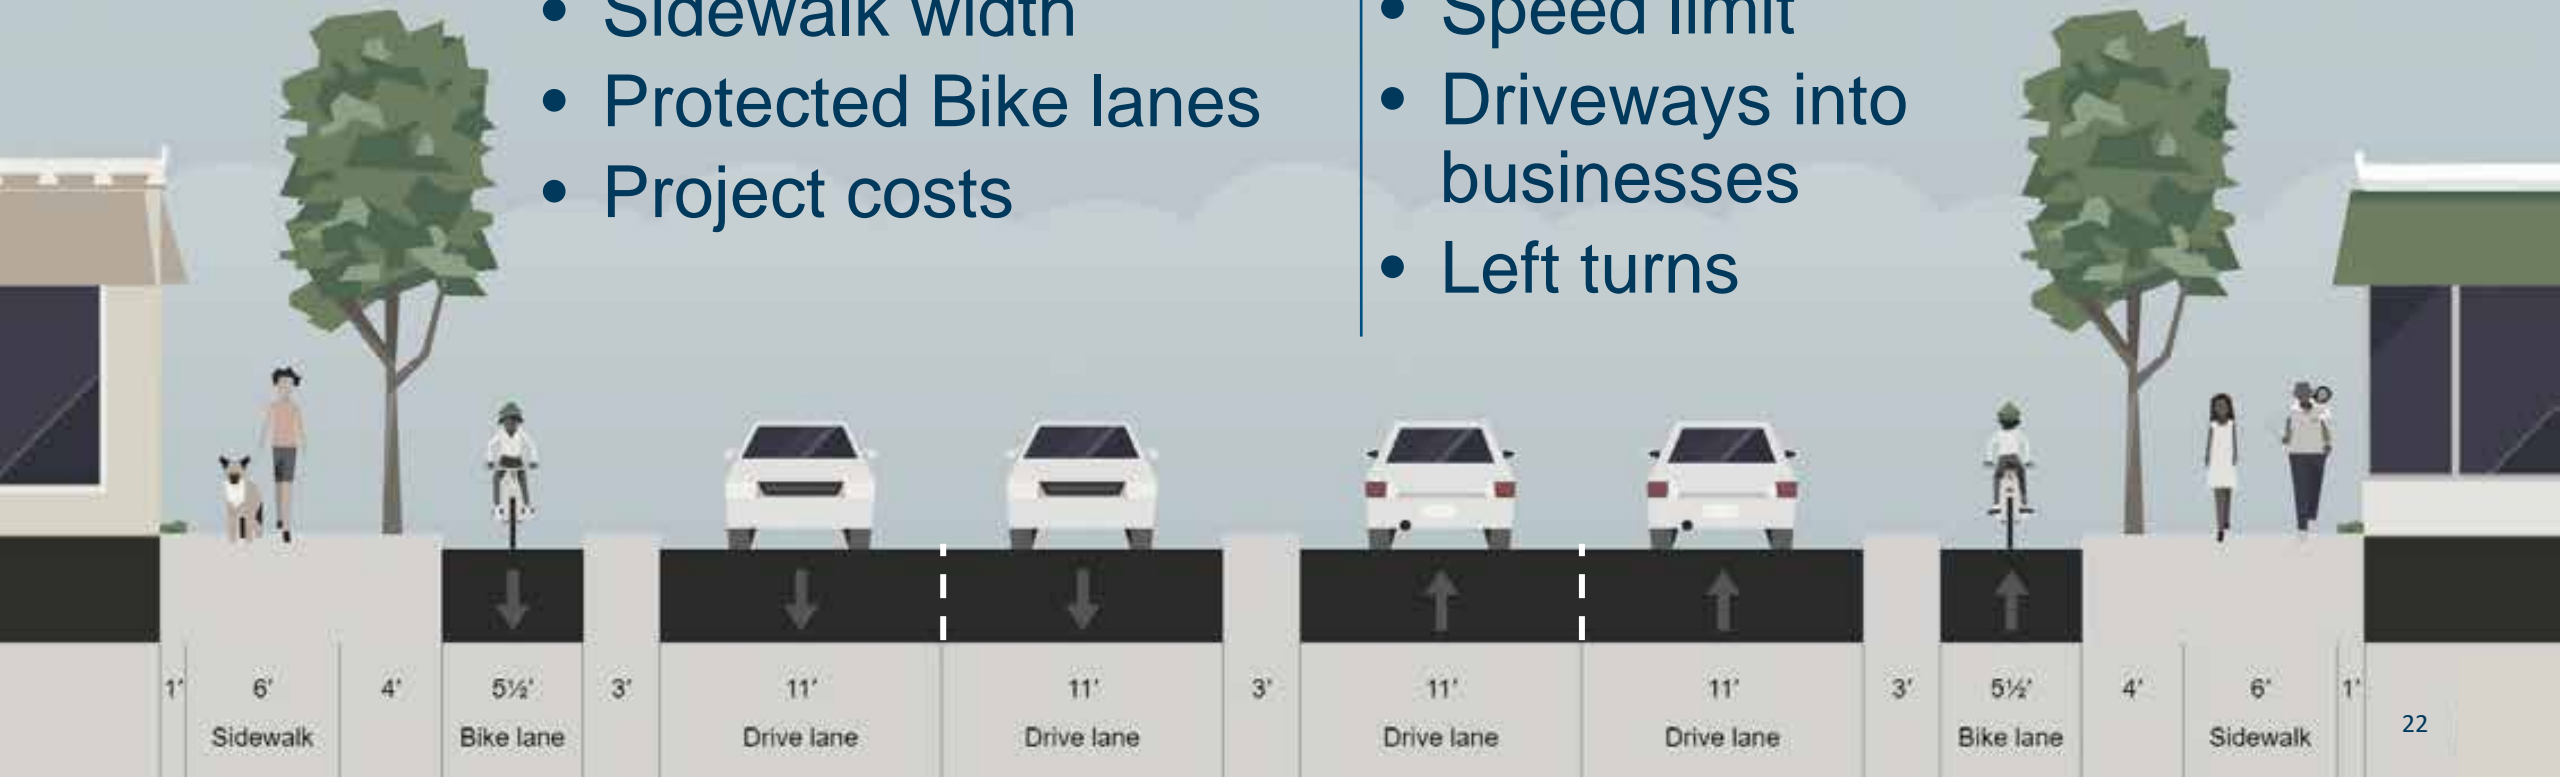 • Sidewalk width
• Protected Bike lanes
• Project costs
• Speed limit
• Driveways into
businesses
• Left turns
1' 6' 4' 5½' 3' 11' 11' 3' 11' 11' 3' 5½' 4' 6' 1'
Sidewalk Bike lane Drive lane Drive lane Drive lane Drive lane Bike lane Sidewalk
22